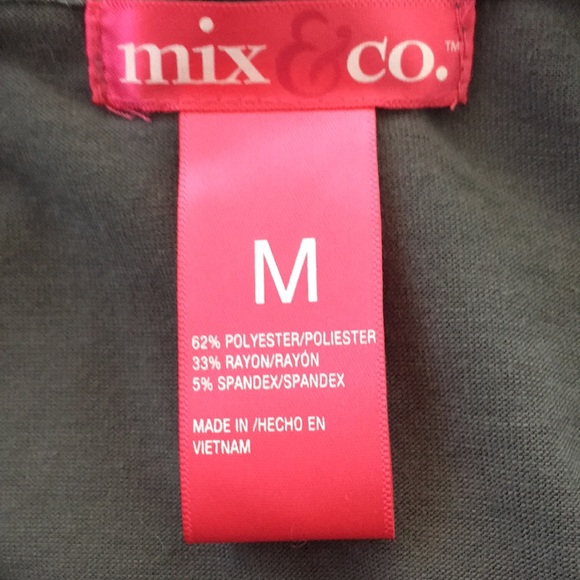 mix & co.™
M
62% POLYESTER/POLIESTER
33% RAYON/RAYÓN
5% SPANDEX/SPANDEX
MADE IN /HECHO EN
VIETNAM